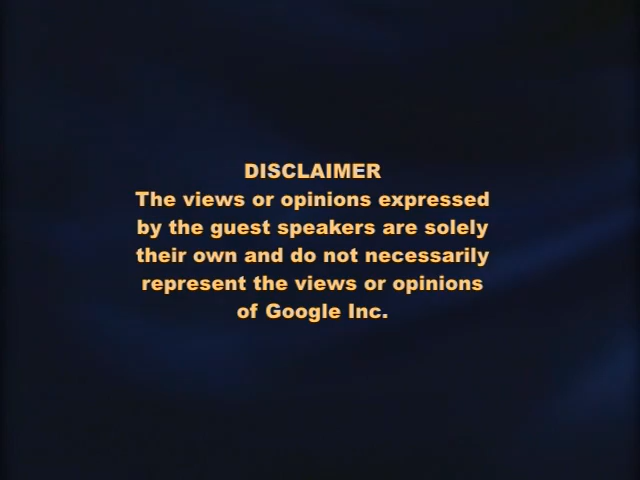 DISCLAIMER
The views or opinions expressed
by the guest speakers are solely
their own and do not necessarily
represent the views or opinions
of Google Inc.